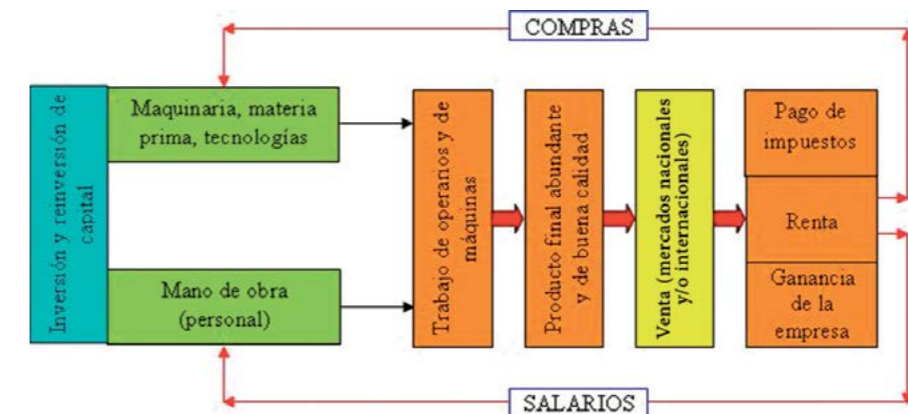 COMPRAS
Inversión y reinversión de
capital
Maquinaria, materia
prima, tecnologías
Mano de obra
(personal)
Trabajo de operarios y de
máquinas
Producto final abundante
y de buena calidad
Venta (mercados nacionales
y/o internacionales)
Pago de
impuestos
Renta
Ganancia
de la
empresa
SALARIOS